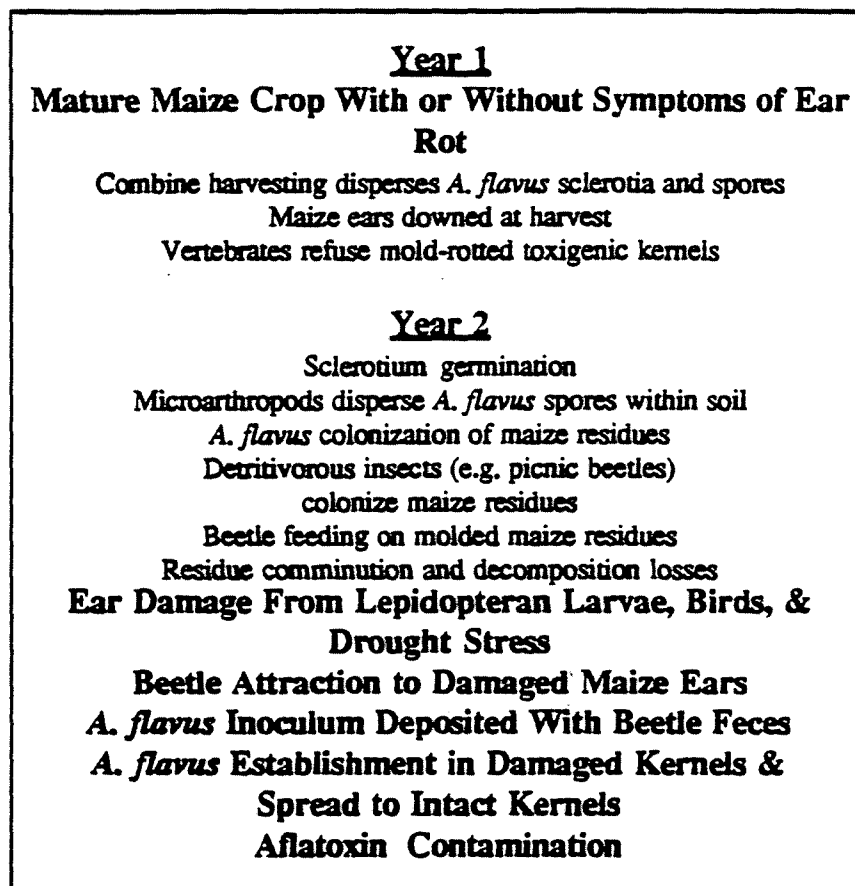 Year 1
Mature Maize Crop With or Without Symptoms of Ear
Rot
Combine harvesting disperses A. flavus sclerotia and spores
Maize ears downed at harvest
Vertebrates refuse mold-rotted toxigenic kernels
Year 2
Sclerotium germination
Microarthropods disperse A. flavus spores within soil
A. flavus colonization of maize residues
Detritivorous insects (e.g. picnic beetles)
colonize maize residues
Beetle feeding on molded maize residues
Residue comminution and decomposition losses
Ear Damage From Lepidopteran Larvae, Birds, &
Drought Stress
Beetle Attraction to Damaged Maize Ears
A. flavus Inoculum Deposited With Beetle Feces
A. flavus Establishment in Damaged Kernels &
Spread to Intact Kernels
Aflatoxin Contamination